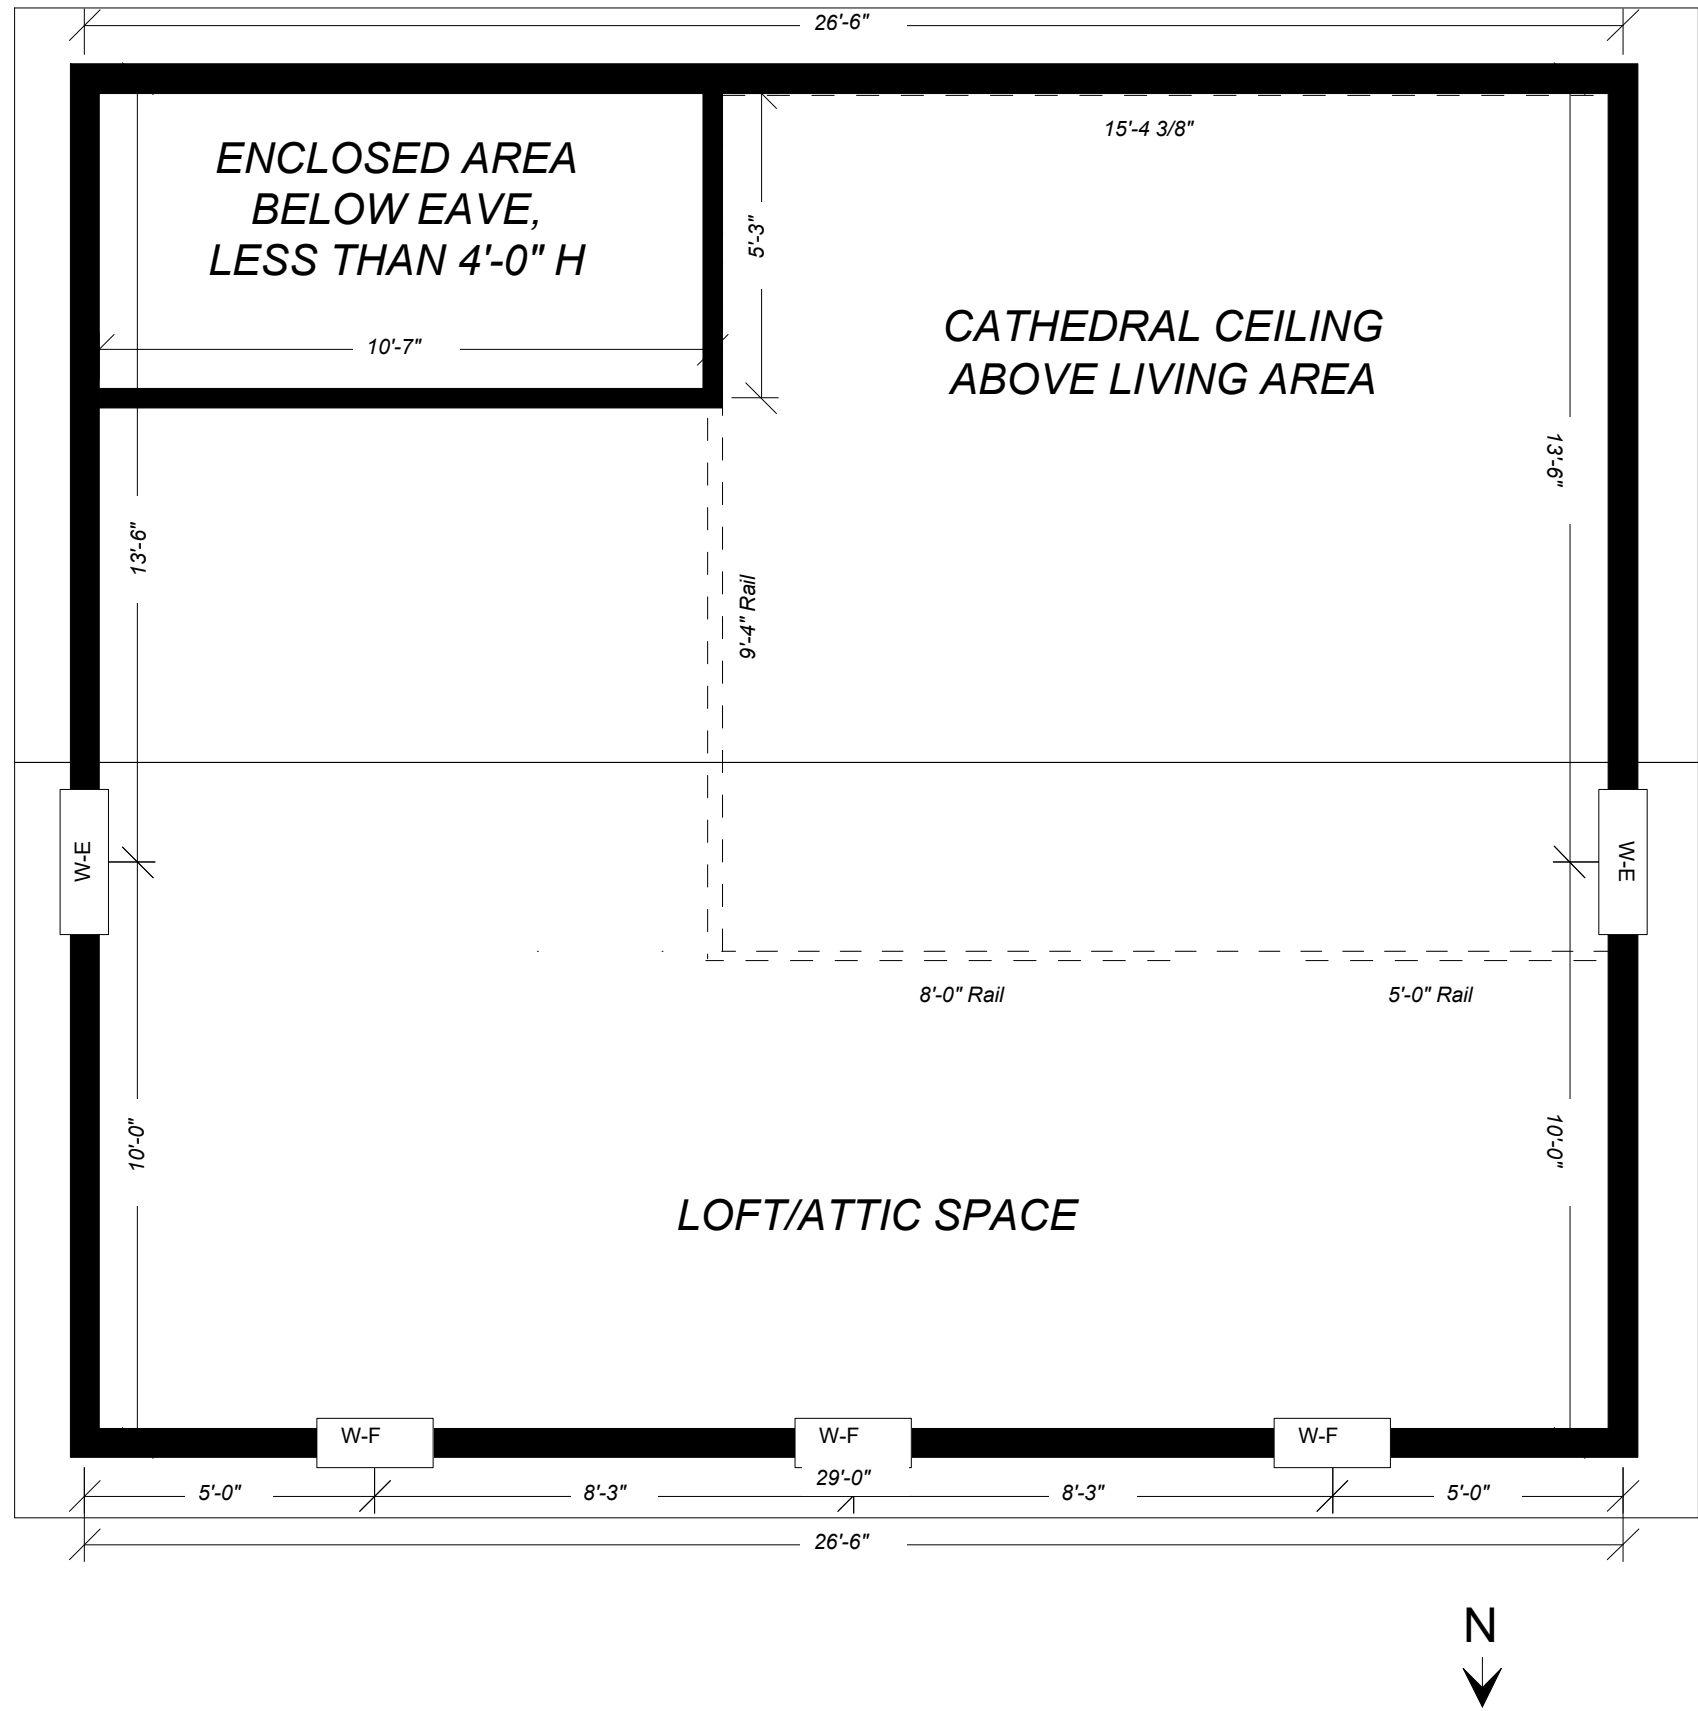 26'-6"
15'-4 3/8"
ENCLOSED AREA
BELOW EAVE,
LESS THAN 4'-0" H
5'-3"
10'-7"
CATHEDRAL CEILING
ABOVE LIVING AREA
13'-6"
13'-6"
9'-4" Rail
W-E
W-E
8'-0" Rail
5'-0" Rail
10'-0"
10'-0"
LOFT/ATTIC SPACE
W-F
W-F
W-F
29'-0"
5'-0"
8'-3"
8'-3"
5'-0"
26'-6"
N